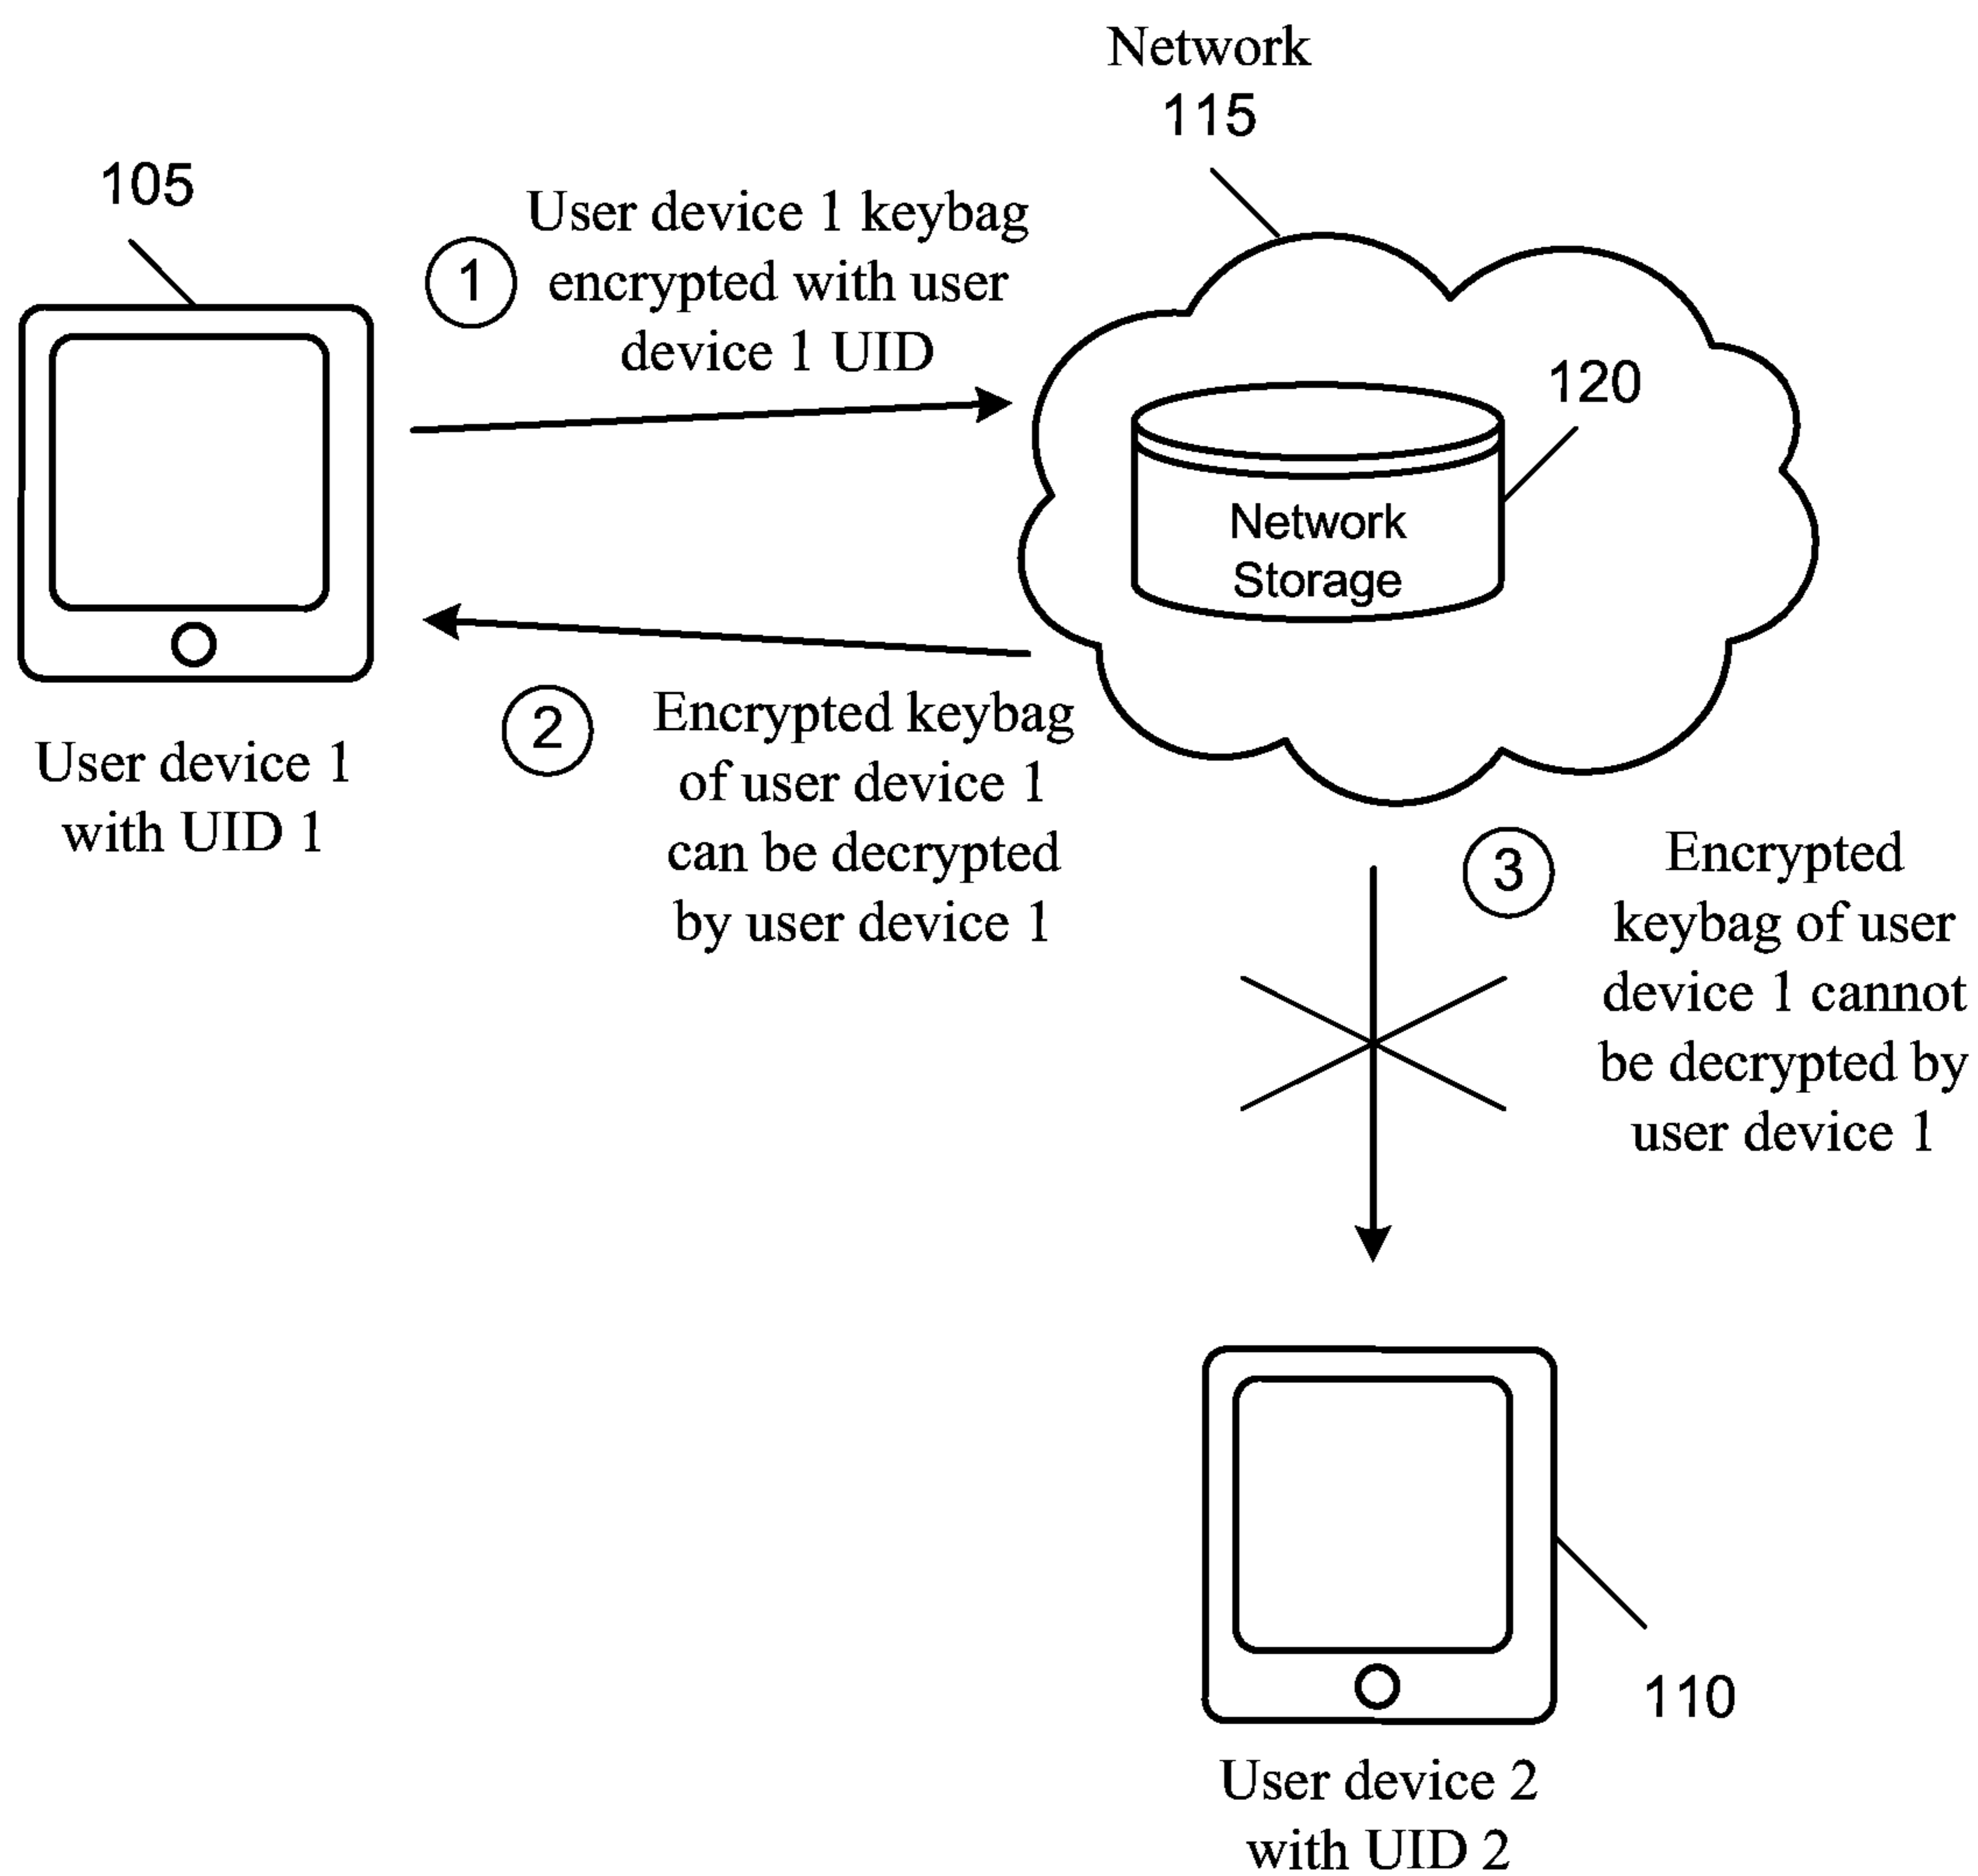 Network
115
105
1
User device 1 keybag
encrypted with user
device 1 UID
120
Network
Storage
User device 1
with UID 1
2
Encrypted keybag
of user device 1
can be decrypted
by user device 1
3
Encrypted
keybag of user
device 1 cannot
be decrypted by
user device 1
110
User device 2
with UID 2